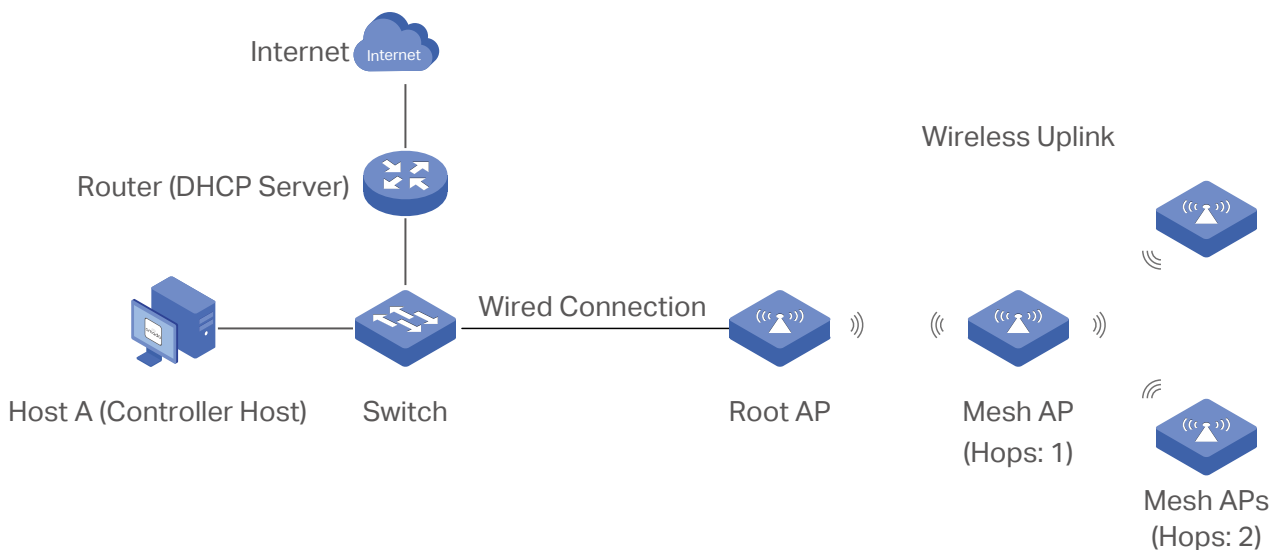 Internet
Internet
Wireless Uplink
Router (DHCP Server)
Wired Connection
Host A (Controller Host)
Switch
Root AP
Mesh AP
(Hops: 1)
Mesh APs
(Hops: 2)